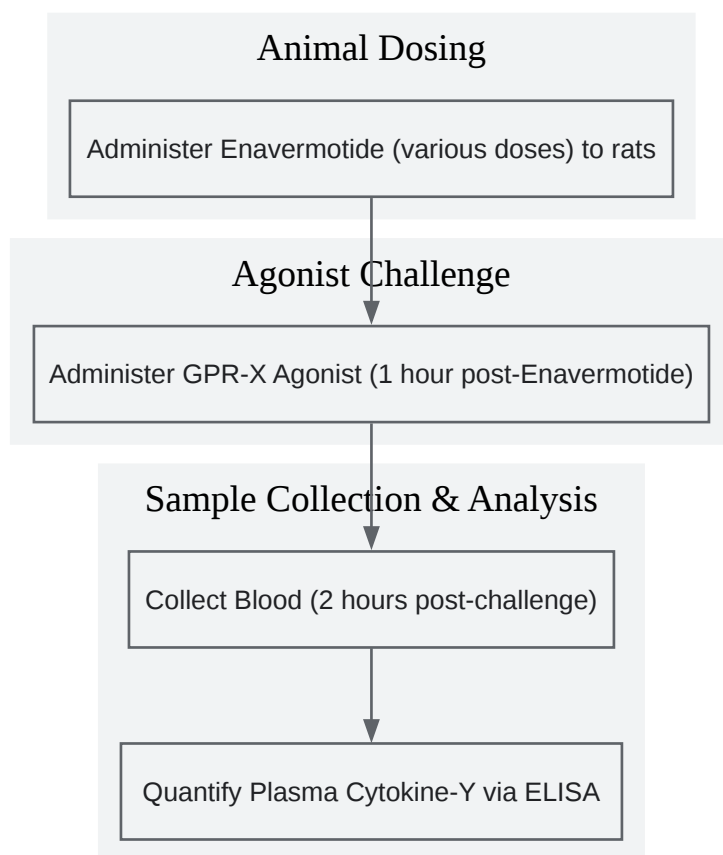 Animal Dosing
Administer Enavermotide (various doses) to rats
Agonist Challenge
Administer GPR-X Agonist (1 hour post-Enavermotide)
Sample Collection & Analysis
Collect Blood (2 hours post-challenge)
Quantify Plasma Cytokine-Y via ELISA